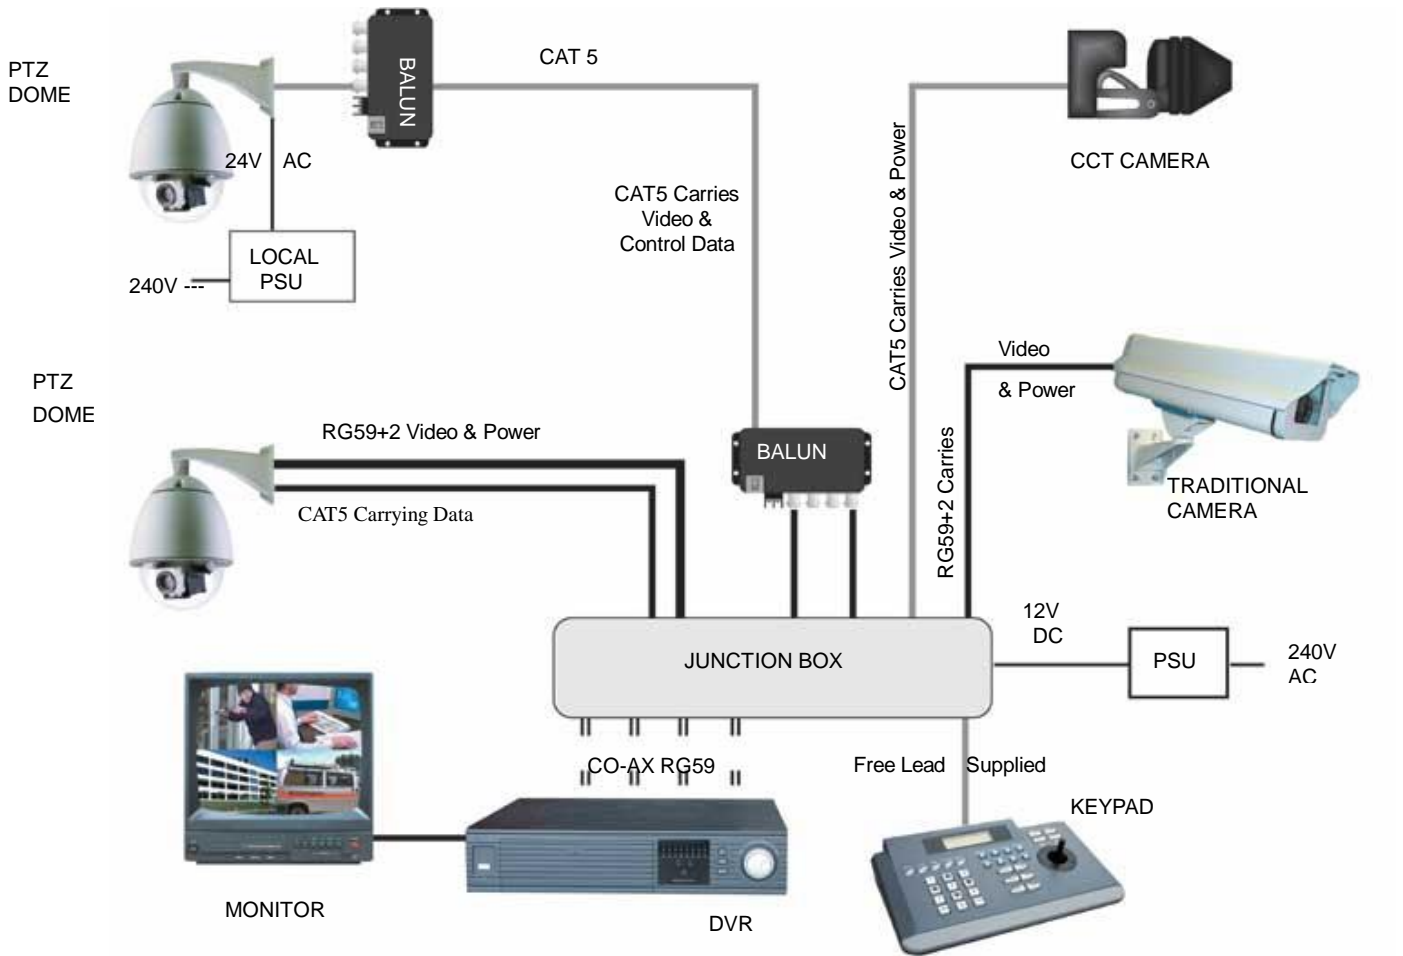 PTZ
DOME
BALUN
CAT 5
24V AC
LOCAL
PSU
240V ---
CAT5 Carries
Video &
Control Data
CAT5 Carries Video & Power
CCT CAMERA
PTZ
DOME
RG59+2 Video & Power
CAT5 Carrying Data
BALUN
Video
& Power
RG59+2 Carries
TRADITIONAL
CAMERA
JUNCTION BOX
12V
DC
PSU
240V
AC
CO-AX RG59
Free Lead Supplied
KEYPAD
MONITOR
DVR